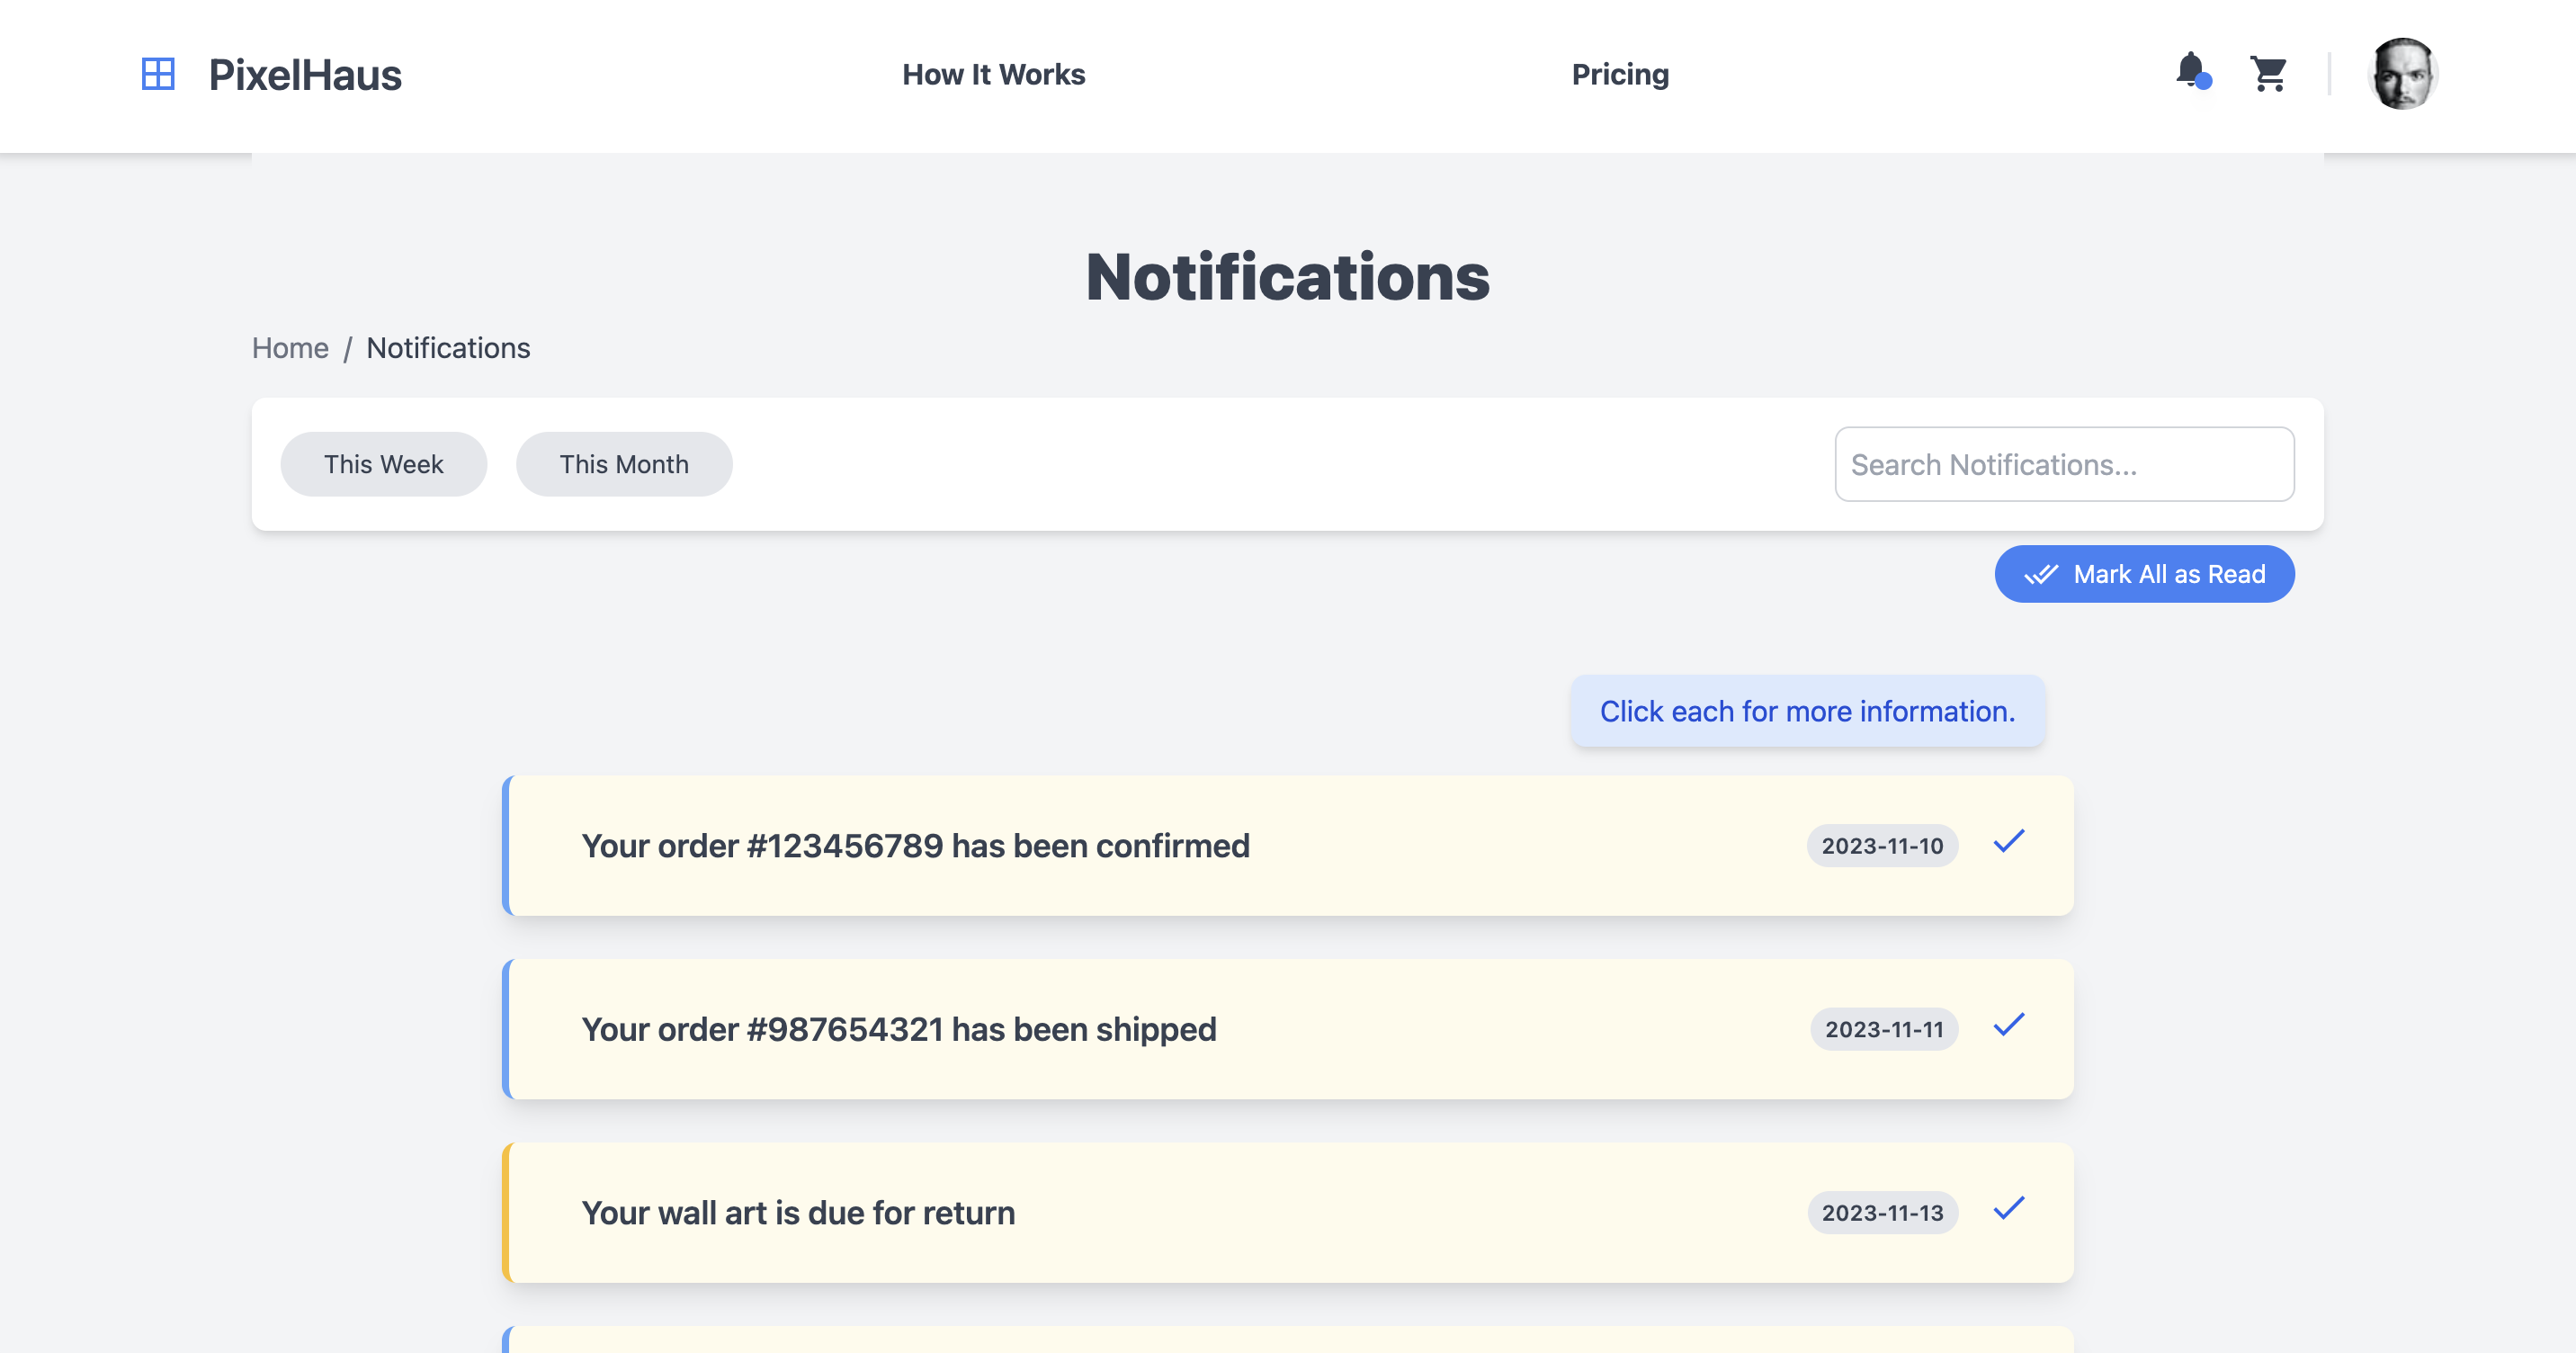 PixelHaus
How It Works
Pricing
Notifications
Home / Notifications
This Week
This Month
Search Notifications...
Mark All as Read
Click each for more information.
Your order #123456789 has been confirmed
2023-11-10
Your order #987654321 has been shipped
2023-11-11
Your wall art is due for return
2023-11-13